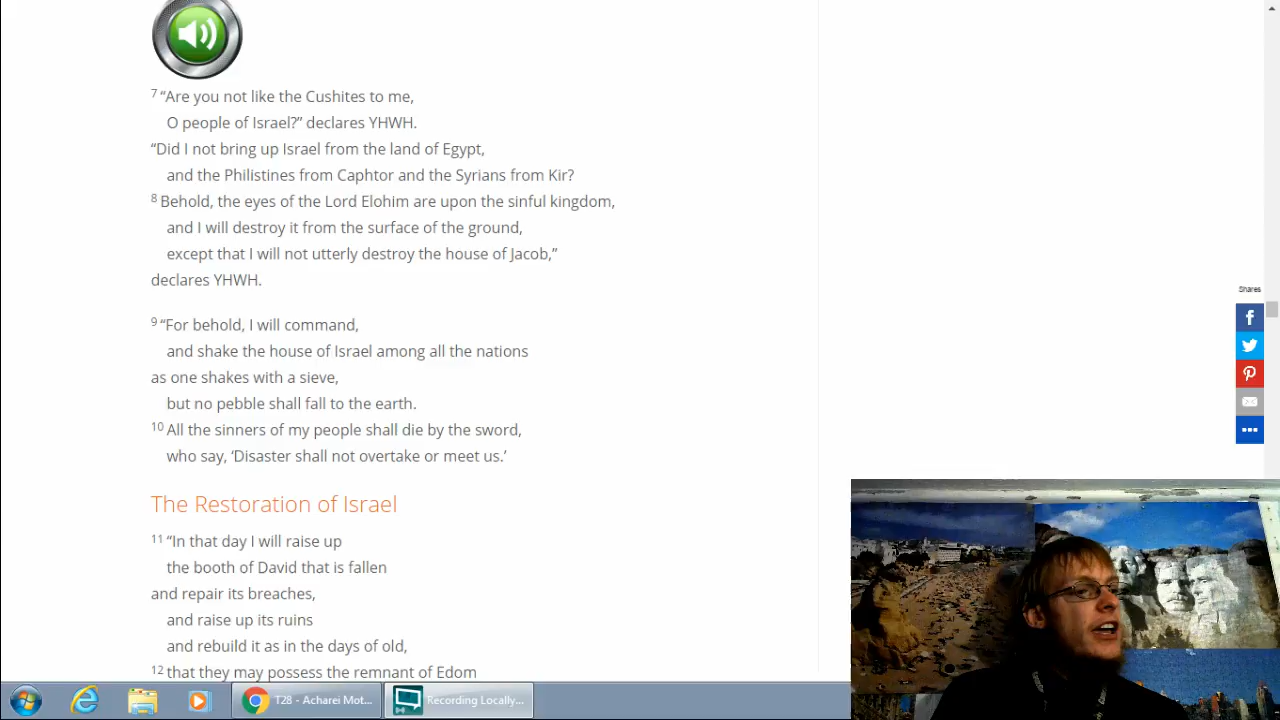 7 “Are you not like the Cushites to me,
O people of Israel?” declares YHWH.
“Did I not bring up Israel from the land of Egypt,
and the Philistines from Caphtor and the Syrians from Kir?
8 Behold, the eyes of the Lord Elohim are upon the sinful kingdom,
and I will destroy it from the surface of the ground,
except that I will not utterly destroy the house of Jacob,”
declares YHWH.
9 “For behold, I will command,
and shake the house of Israel among all the nations
as one shakes with a sieve,
but no pebble shall fall to the earth.
10 All the sinners of my people shall die by the sword,
who say, ‘Disaster shall not overtake or meet us.’
The Restoration of Israel
11 “In that day I will raise up
the booth of David that is fallen
and repair its breaches,
and raise up its ruins
and rebuild it as in the days of old,
12 that they may possess the remnant of Edom
Shares
T28 - Acharei Mot...
Recording Locally...